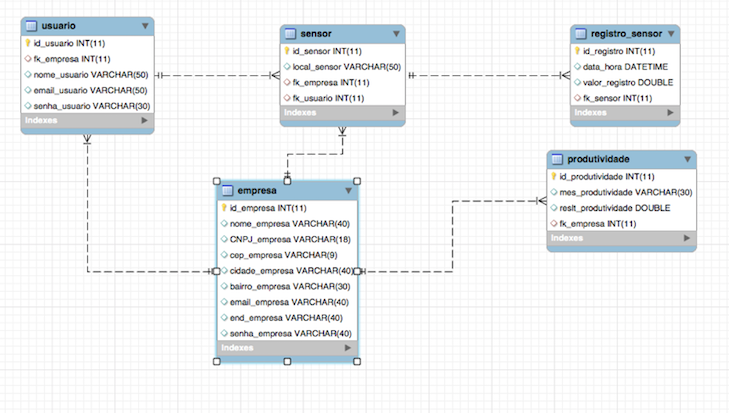 usuario
id_usuario INT(11)
fk_empresa INT(11)
nome_usuario VARCHAR(50)
email_usuario VARCHAR(50)
senha_usuario VARCHAR(30)
Indexes
sensor
id_sensor INT(11)
local_sensor VARCHAR(50)
fk_empresa INT(11)
fk_usuario INT(11)
Indexes
registro_sensor
id_registro INT(11)
data_hora DATETIME
valor_registro DOUBLE
fk_sensor INT(11)
Indexes
empresa
id_empresa INT(11)
nome_empresa VARCHAR(40)
CNPJ_empresa VARCHAR(18)
cep_empresa VARCHAR(9)
cidade_empresa VARCHAR(40)
bairro_empresa VARCHAR(30)
email_empresa VARCHAR(40)
end_empresa VARCHAR(40)
senha_empresa VARCHAR(40)
Indexes
produtividade
id_produtividade INT(11)
mes_produtividade VARCHAR(30)
reslt_produtividade DOUBLE
fk_empresa INT(11)
Indexes